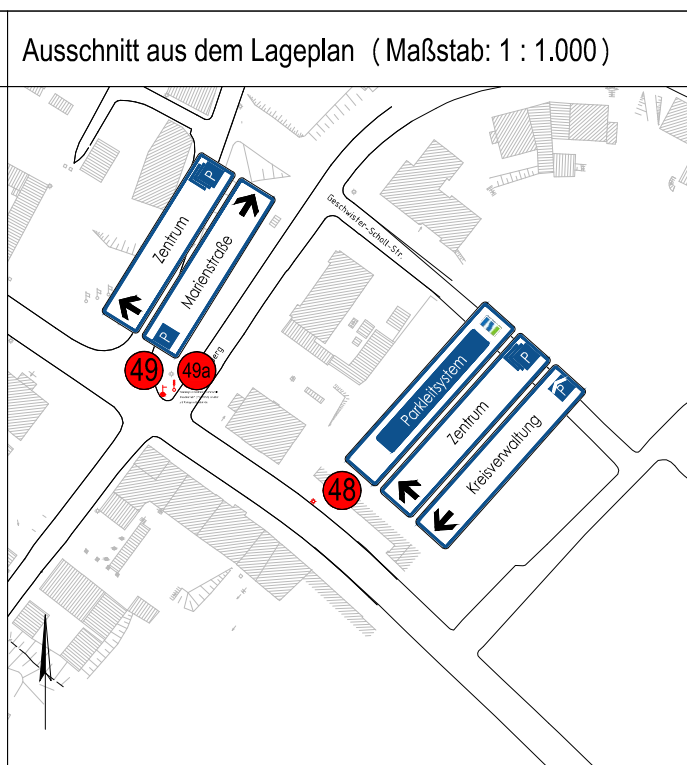 Ausschnitt aus dem Lageplan (Maßstab: 1 : 1.000)
Geschwister-Scholl-Str.
P
Zentrum
Marienstraße
P
49
49a
erg
Parkleitsystem
P
Zentrum
P
Kreisverwaltung
48